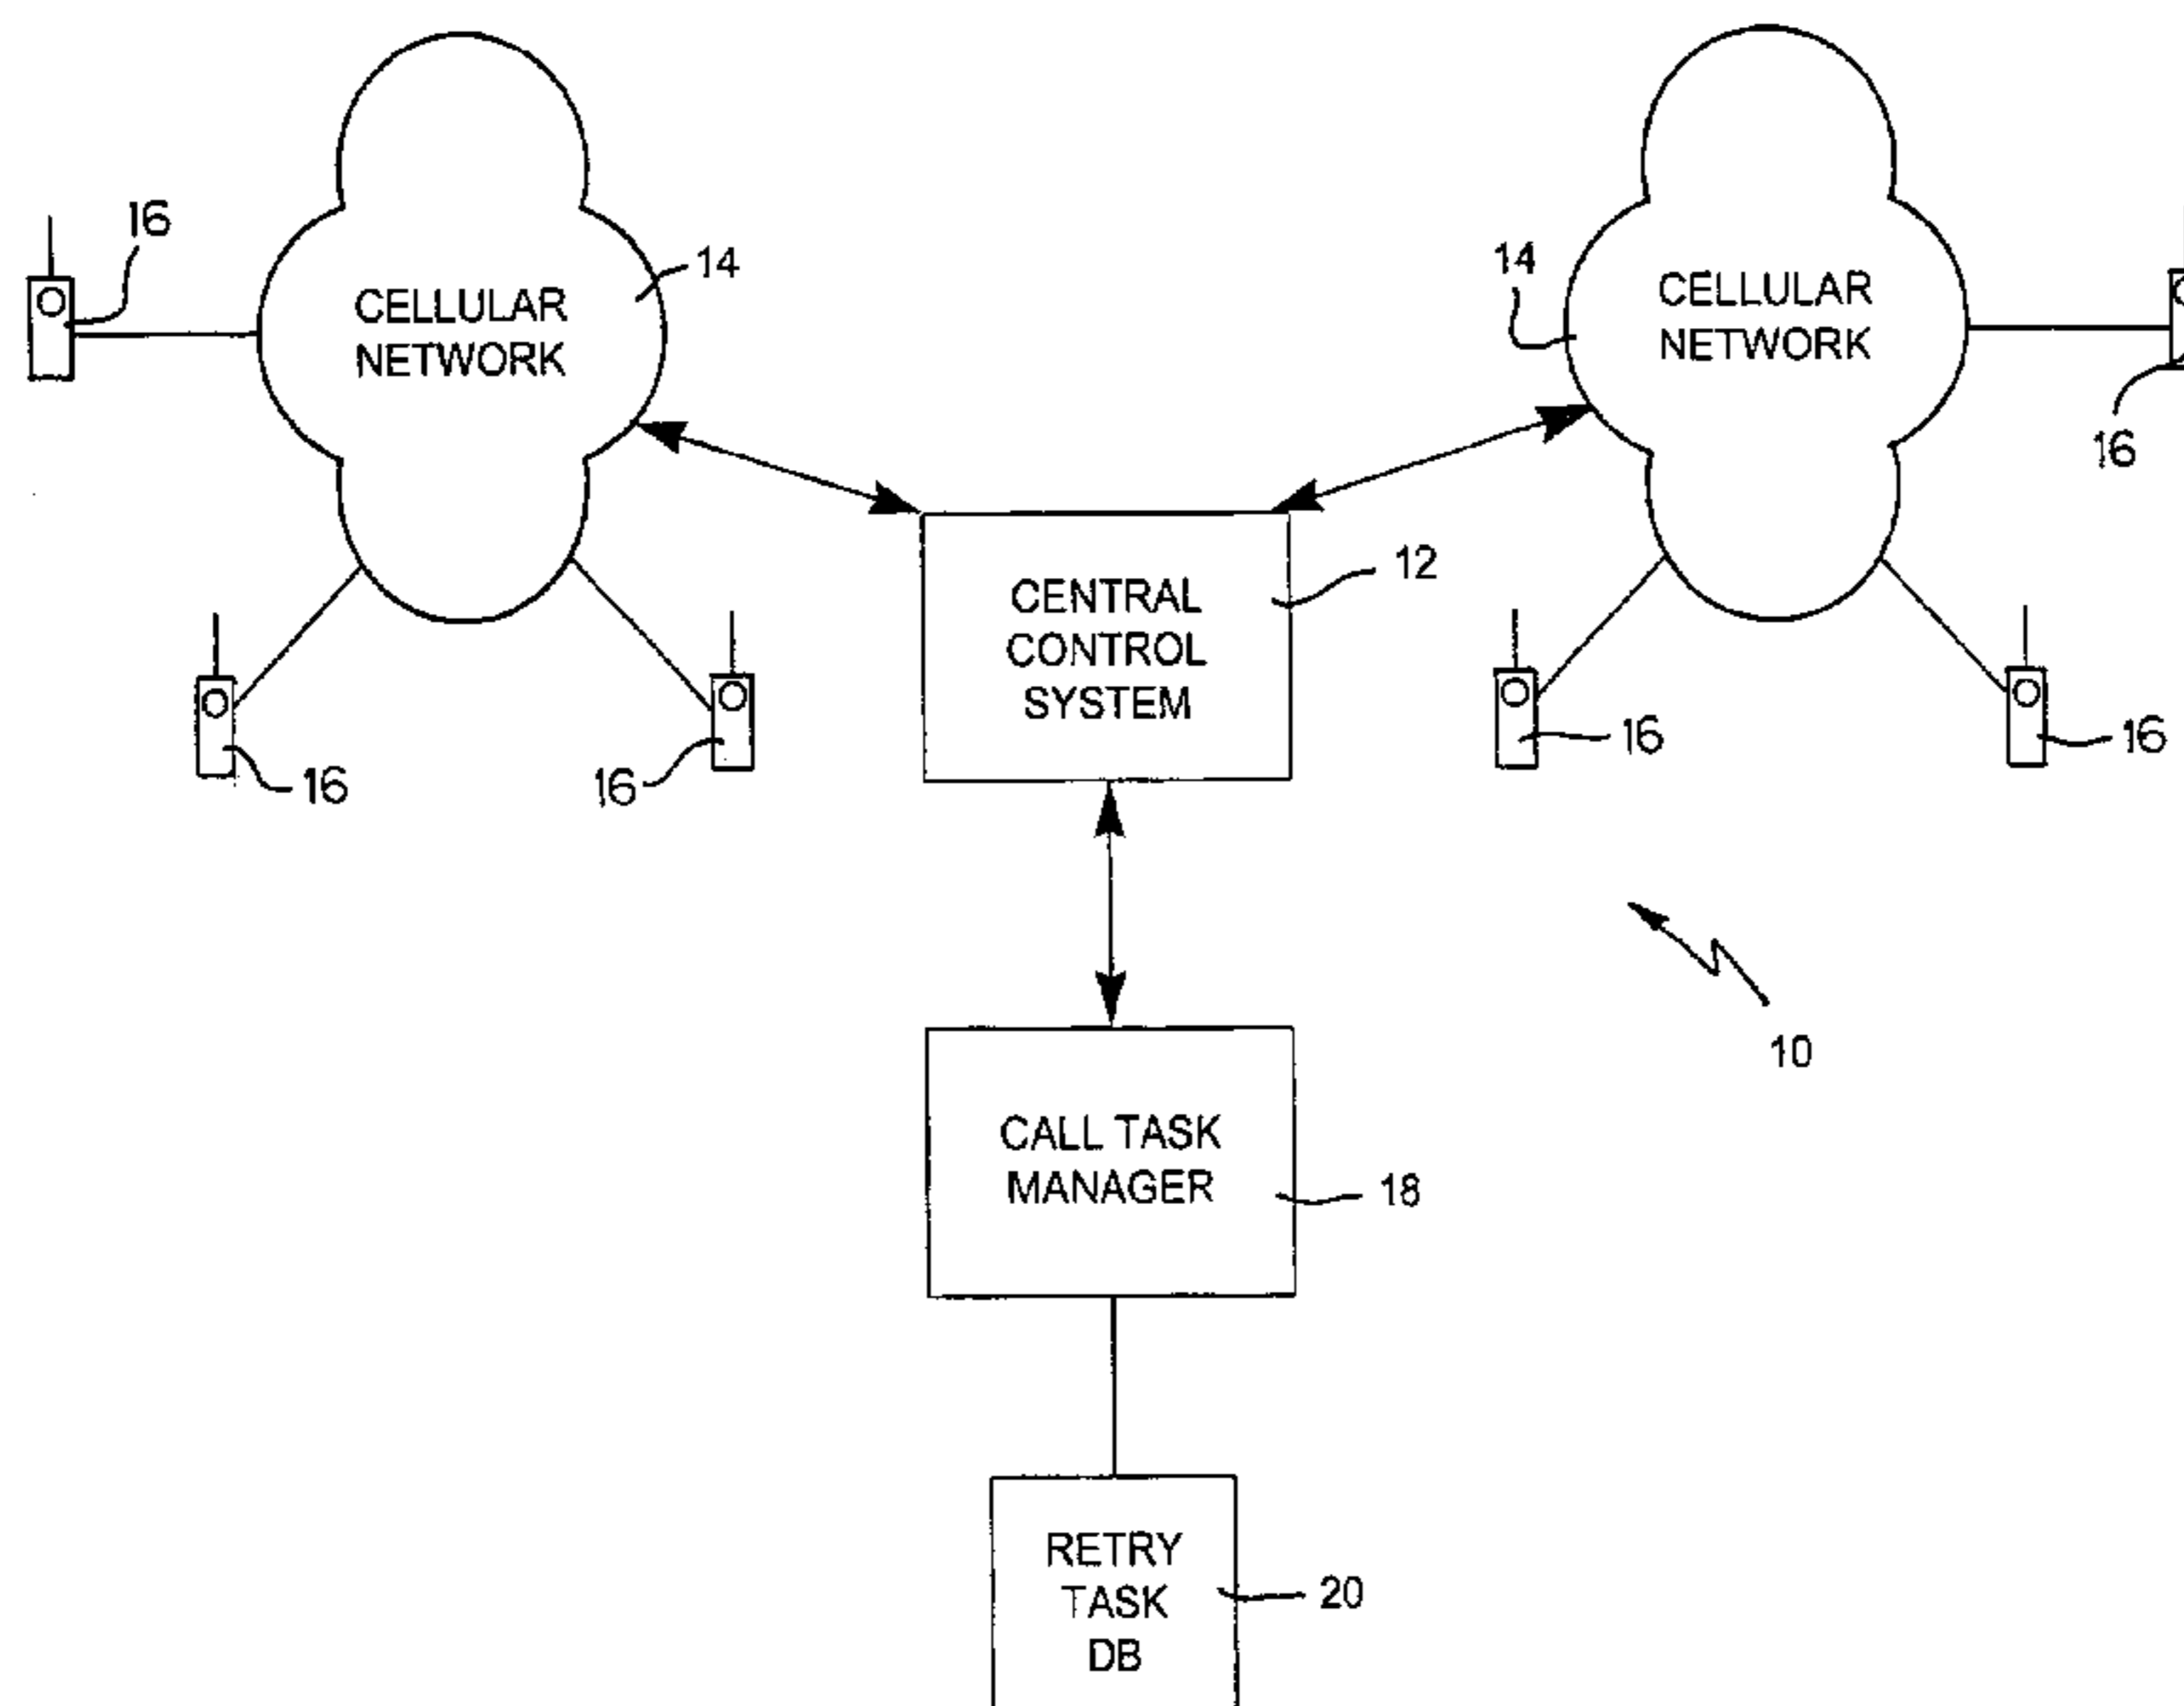 16
14
CELLULAR
NETWORK
14
CELLULAR
NETWORK
16
12
CENTRAL
CONTROL
SYSTEM
16
16
16
16
10
CALL TASK
MANAGER
18
RETRY
TASK
DB
20